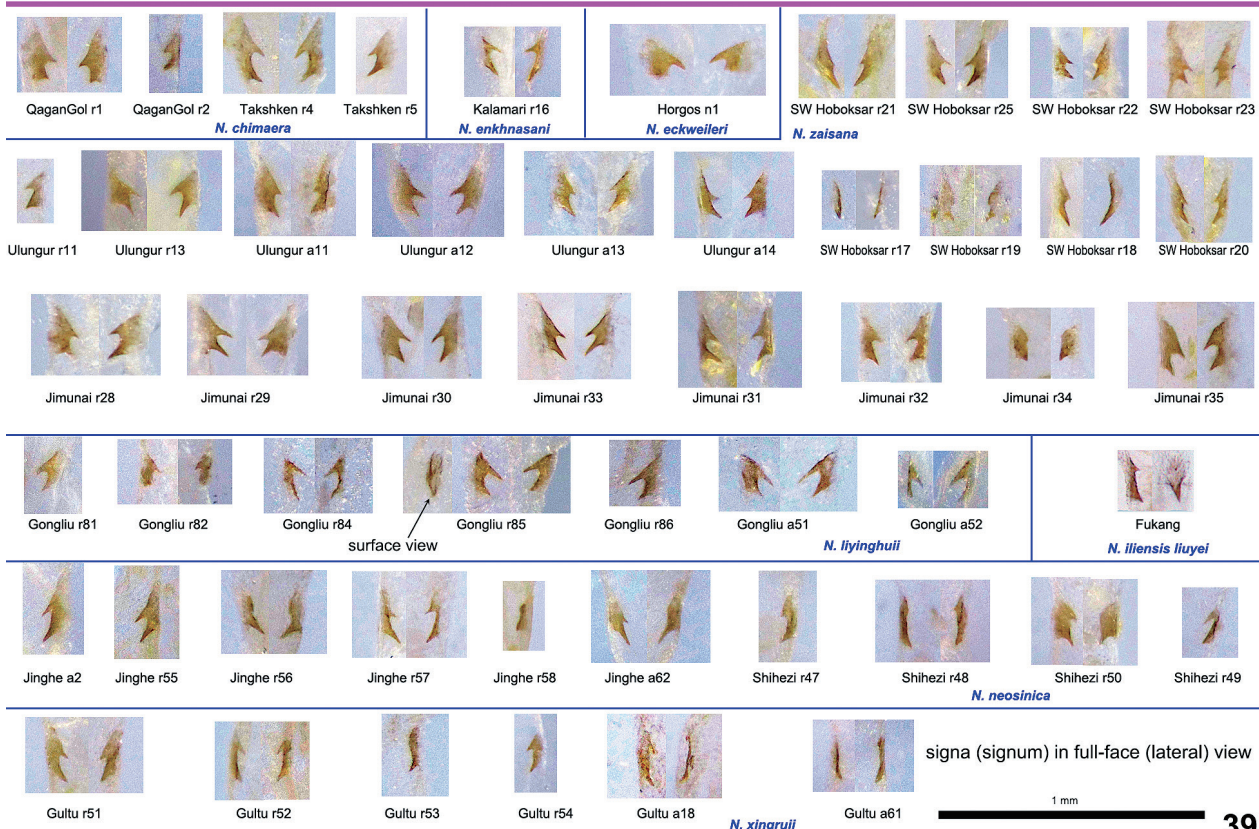 QaganGol r1 QaganGol r2 Takshken r4 Takshken r5 Kalamari r16 Horgos n1 SW Hoboksar r21 SW Hoboksar r25 SW Hoboksar r22 SW Hoboksar r23
N. chimaera N. enkhnasani N. eckweileri N. zaisana
Ulungur r11 Ulungur r13 Ulungur a11 Ulungur a12 Ulungur a13 Ulungur a14 SW Hoboksar r17 SW Hoboksar r19 SW Hoboksar r18 SW Hoboksar r20
Jimunai r28 Jimunai r29 Jimunai r30 Jimunai r33 Jimunai r31 Jimunai r32 Jimunai r34 Jimunai r35
Gongliu r81 Gongliu r82 Gongliu r84 Gongliu r85 Gongliu r86 Gongliu a51 Gongliu a52 Fukang
surface view N. liyinghuii N. iliensis liuyei
Jinghe a2 Jinghe r55 Jinghe r56 Jinghe r57 Jinghe r58 Jinghe a62 Shihezi r47 Shihezi r48 Shihezi r50 Shihezi r49
N. neosinica
signa (signum) in full-face (lateral) view
1 mm
Gultu r51 Gultu r52 Gultu r53 Gultu r54 Gultu a18 Gultu a61
N. xingruii 39